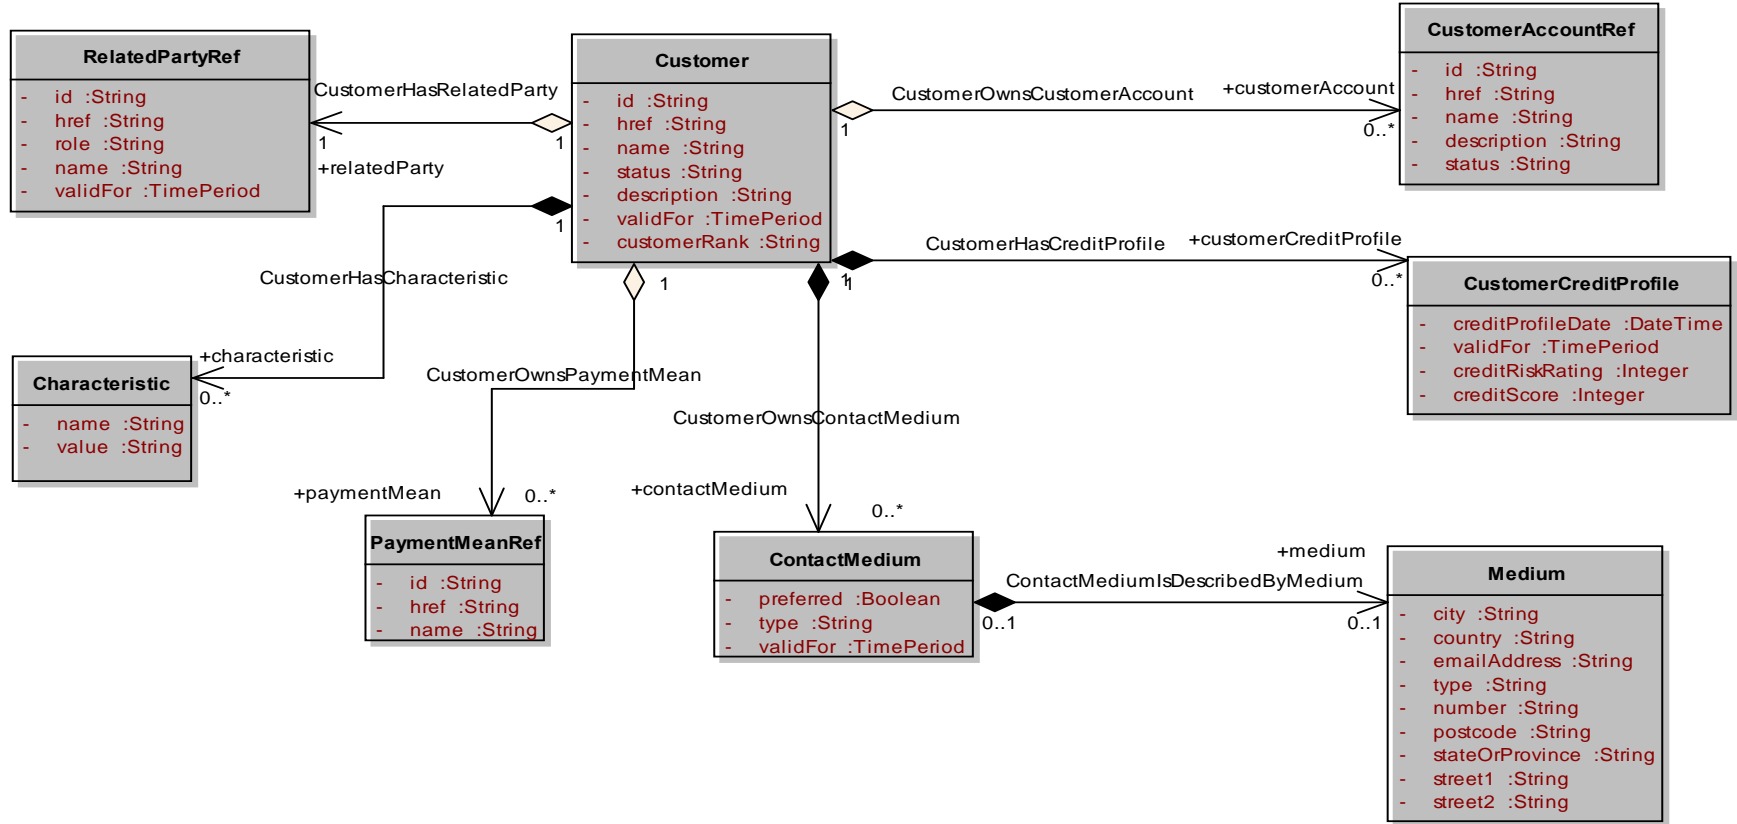 RelatedPartyRef
- id :String
- href :String
- role :String
- name :String
- validFor :TimePeriod
CustomerHasRelatedParty
1
1
+relatedParty
Customer
- id :String
- href :String
- name :String
- status :String
- description :String
- validFor :TimePeriod
- customerRank :String
CustomerOwnsCustomerAccount
+customerAccount
1
0..*
CustomerAccountRef
- id :String
- href :String
- name :String
- description :String
- status :String
1
CustomerHasCharacteristic
+characteristic
0..*
Characteristic
- name :String
- value :String
1
CustomerOwnsPaymentMean
+paymentMean
0..*
PaymentMeanRef
- id :String
- href :String
- name :String
CustomerHasCreditProfile
+customerCreditProfile
1
0..*
CustomerCreditProfile
- creditProfileDate :DateTime
- validFor :TimePeriod
- creditRiskRating :Integer
- creditScore :Integer
1
CustomerOwnsContactMedium
+contactMedium
0..*
ContactMedium
- preferred :Boolean
- type :String
- validFor :TimePeriod
+medium
ContactMediumIsDescribedByMedium
0..1
0..1
Medium
- city :String
- country :String
- emailAddress :String
- type :String
- number :String
- postcode :String
- stateOrProvince :String
- street1 :String
- street2 :String